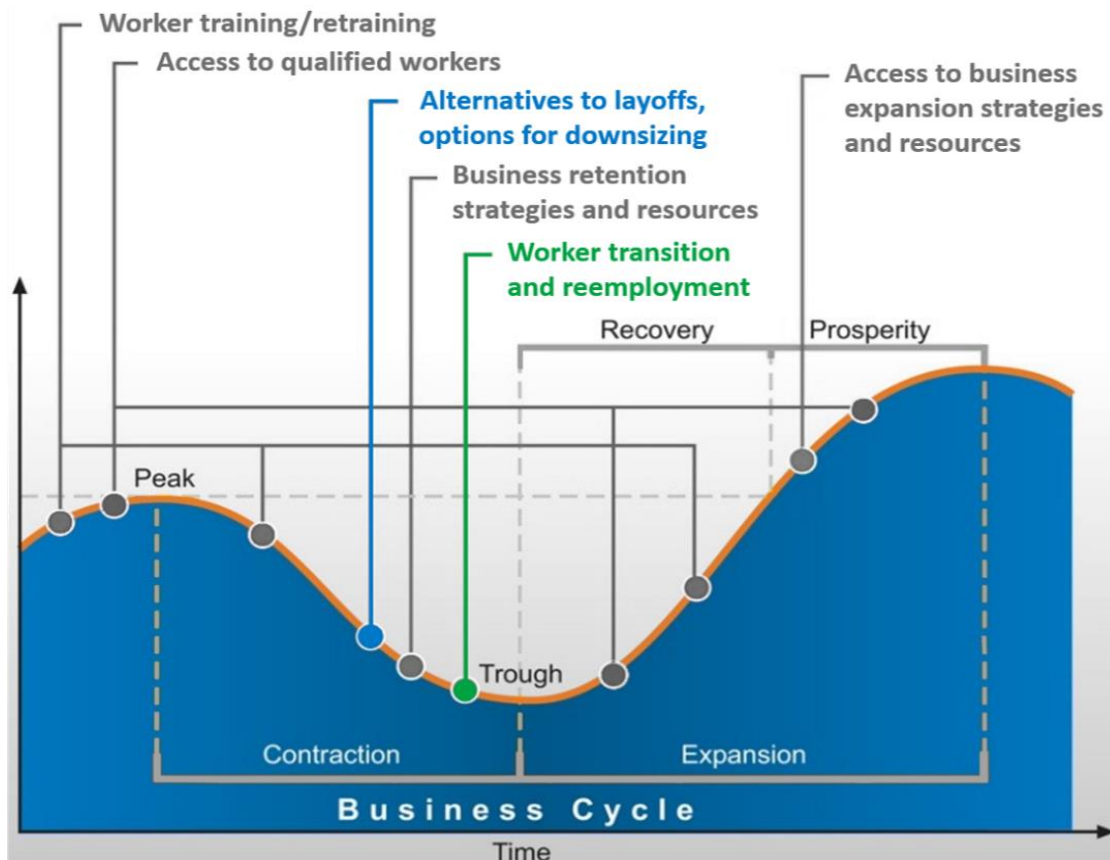 Worker training/retraining
Access to qualified workers
Alternatives to layoffs,
options for downsizing
Access to business
expansion strategies
and resources
Business retention
strategies and resources
Worker transition
and reemployment
Recovery
Prosperity
Peak
Trough
Contraction
Expansion
Business Cycle
Time